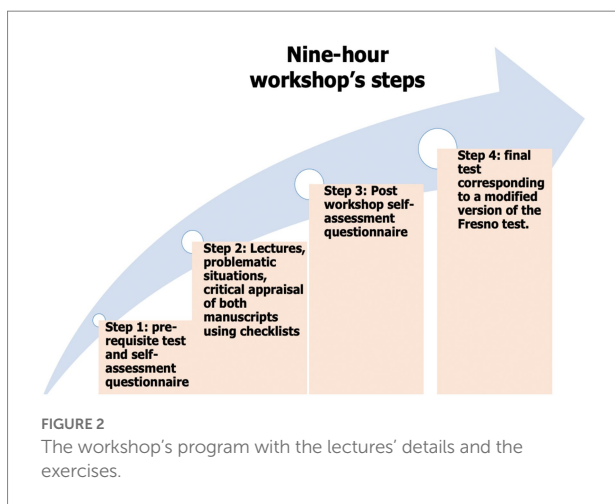 Nine-hour
workshop's steps
Step 1: pre-
requisite test
and self-
assessment
questionnaire
Step 2: Lectures,
problematic
situations,
critical appraisal
of both
manuscripts
using checklists
Step 3: Post
workshop self-
assessment
questionnaire
Step 4: final
test
corresponding
to a modified
version of the
Fresno test.
FIGURE 2
The workshop's program with the lectures' details and the
exercises.